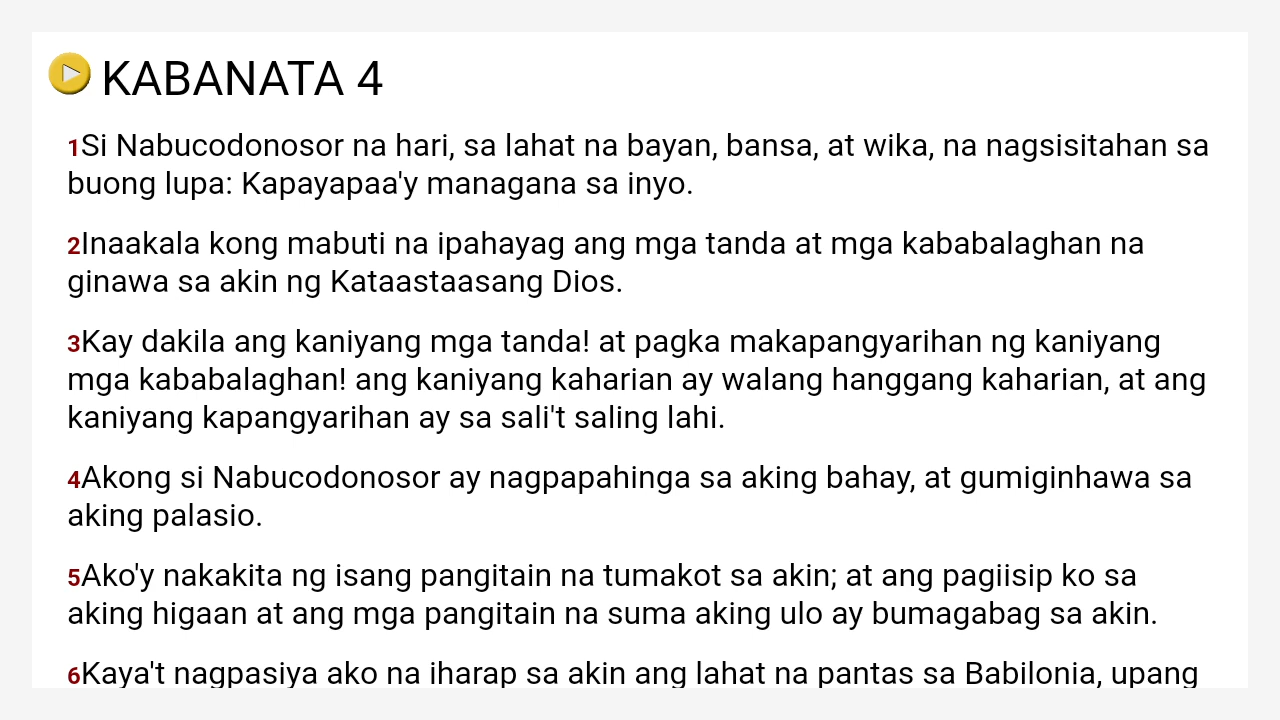 KABANATA 4
1Si Nabucodonosor na hari, sa lahat na bayan, bansa, at wika, na nagsisitahan sa
buong lupa: Kapayapaa'y managana sa inyo.
2Inaakala kong mabuti na ipahayag ang mga tanda at mga kababalaghan na
ginawa sa akin ng Kataastaasang Dios.
3Kay dakila ang kaniyang mga tanda! at pagka makapangyarihan ng kaniyang
mga kababalaghan! ang kaniyang kaharian ay walang hanggang kaharian, at ang
kaniyang kapangyarihan ay sa sali't saling lahi.
4Akong si Nabucodonosor ay nagpapahinga sa aking bahay, at gumiginhawa sa
aking palasio.
5Ako'y nakakita ng isang pangitain na tumakot sa akin; at ang pagiisip ko sa
aking higaan at ang mga pangitain na suma aking ulo ay bumagabag sa akin.
6Kaya't nagpasiya ako na iharap sa akin ang lahat na pantas sa Babilonia, upang